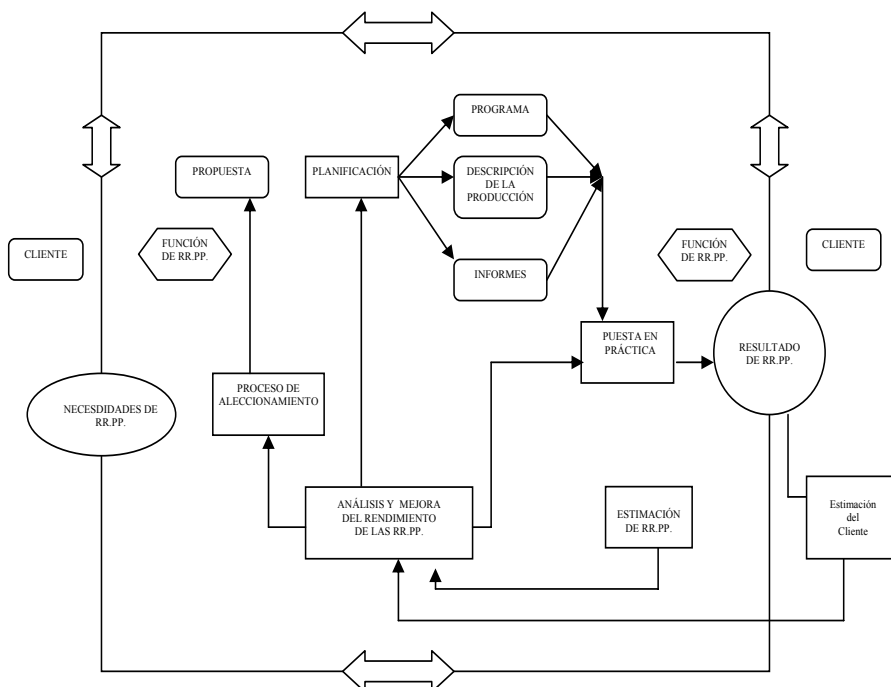 PROGRAMA
PROPUESTA
PLANIFICACIÓN
DESCRIPCIÓN
DE LA
PRODUCCIÓN
CLIENTE
FUNCIÓN
DE RR.PP.
INFORMES
FUNCIÓN
DE RR.PP.
CLIENTE
PUESTA EN
PRÁCTICA
RESULTADO
DE RR.PP.
NECESDIDADES DE
RR.PP.
PROCESO DE
ALECCIONAMIENTO
ANÁLISIS Y MEJORA
DEL RENDIMIENTO
DE LAS RR.PP.
ESTIMACIÓN
DE RR.PP.
Estimación
del
Cliente